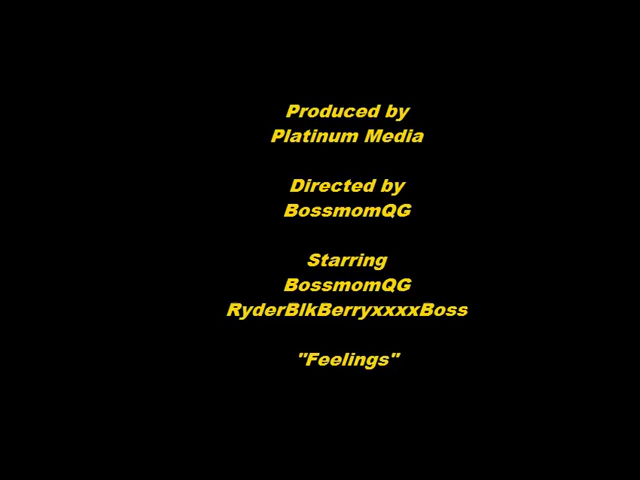 Produced by
Platinum Media
Directed by
BossmomQG
Starring
BossmomQG
RyderBlkBerryxxxxBoss
"Feelings"